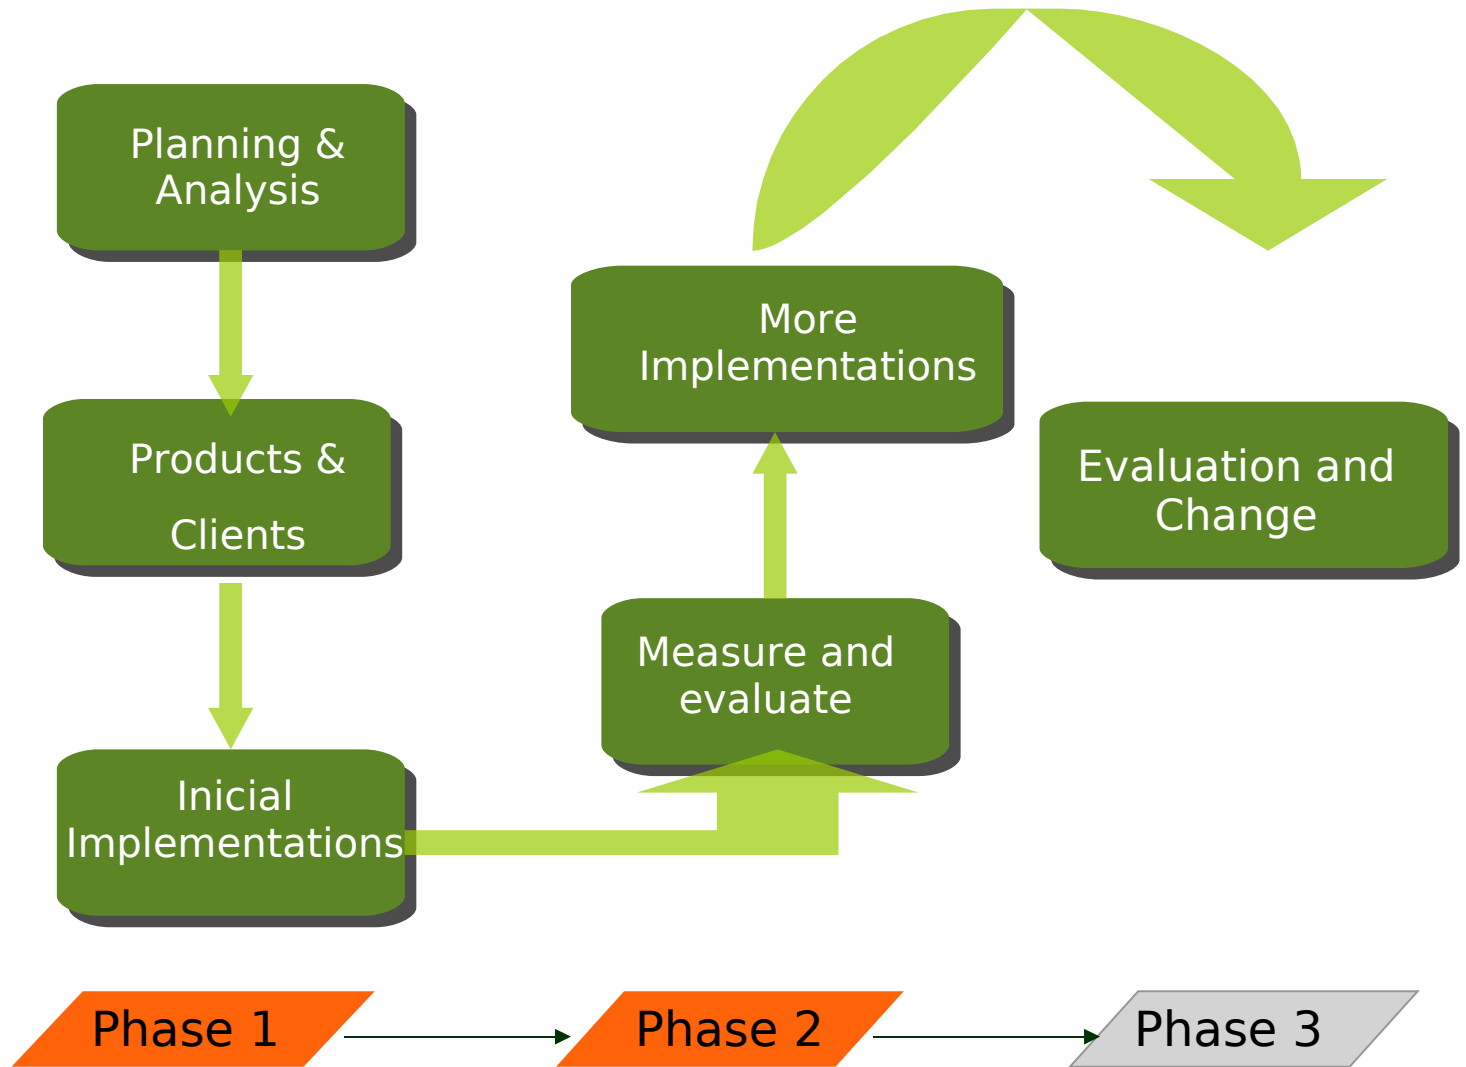 Planning &
Analysis
Products &
Clients
Inicial
Implementations
More
Implementations
Measure and
evaluate
Evaluation and
Change
Phase 1
Phase 2
Phase 3